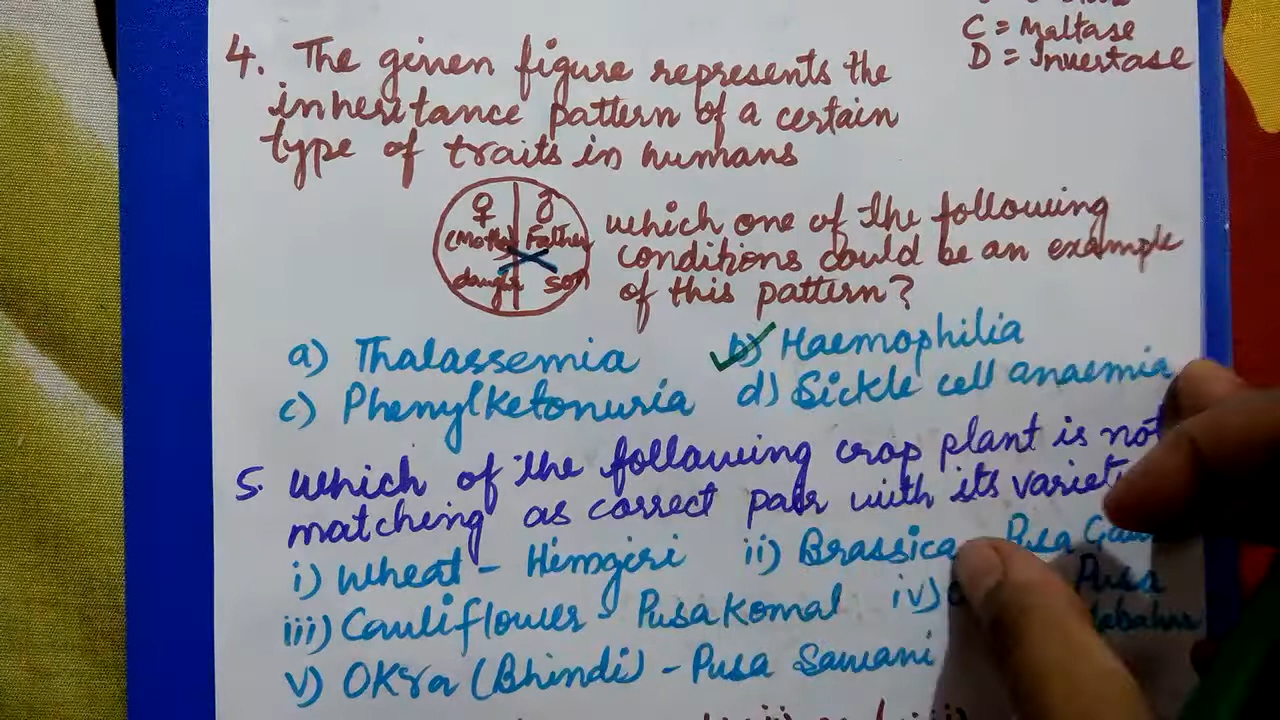 C = Maltase
D = Invertase
4. The given figure represents the
inheritance pattern of a certain
type of traits in humans
♀ ♂
(Mother Father
son
which one of the following
conditions could be an example
of this pattern?
a) Thalassemia b) Haemophilia
c) Phenylketonuria d) Sickle cell anaemia
5. Which of the following crop plant is not
matching as correct pair with its variety
i) Wheat - Himgiri ii) Brassica Pusa
iii) Cauliflower - Pusa Komal iv) Pusa
v) Okra (Bhindi) - Pusa Sawani